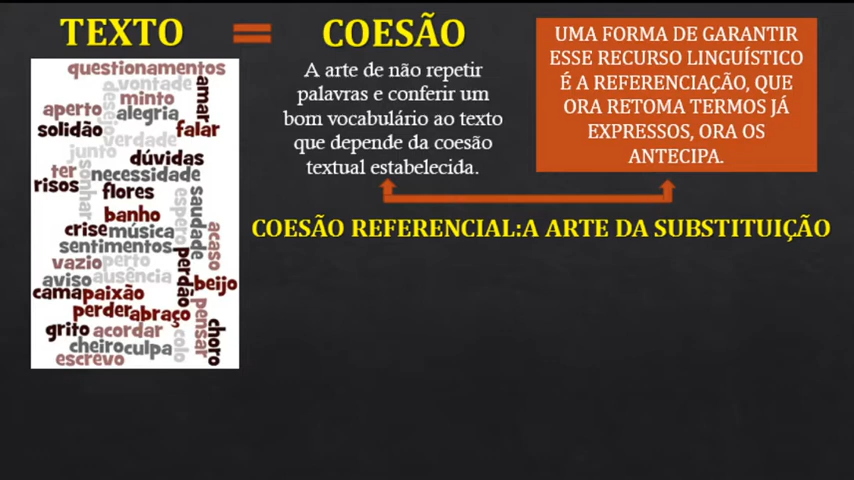 TEXTO = COESÃO
A arte de não repetir
palavras e conferir um
bom vocabulário ao texto
que depende da coesão
textual estabelecida.
UMA FORMA DE GARANTIR
ESSE RECURSO LINGUÍSTICO
É A REFERENCIAÇÃO, QUE
ORA RETOMA TERMOS JÁ
EXPRESSOS, ORA OS
ANTECIPA.
COESÃO REFERENCIAL:A ARTE DA SUBSTITUIÇÃO
questionamentos
vontade
desejo
minto
amar
aperto
alegria
solidão
falar
verdade
junto
dúvidas
ter
necessidade
risos
sonhar
flores
saudade
espero
banho
crise
música
acaso
sentimentos
vazio
perto
perdão
aviso
ausência
beijo
cama
paixão
perder
abraço
pensar
grito
acordar
choro
cheiro
culpa
colo
escrevo